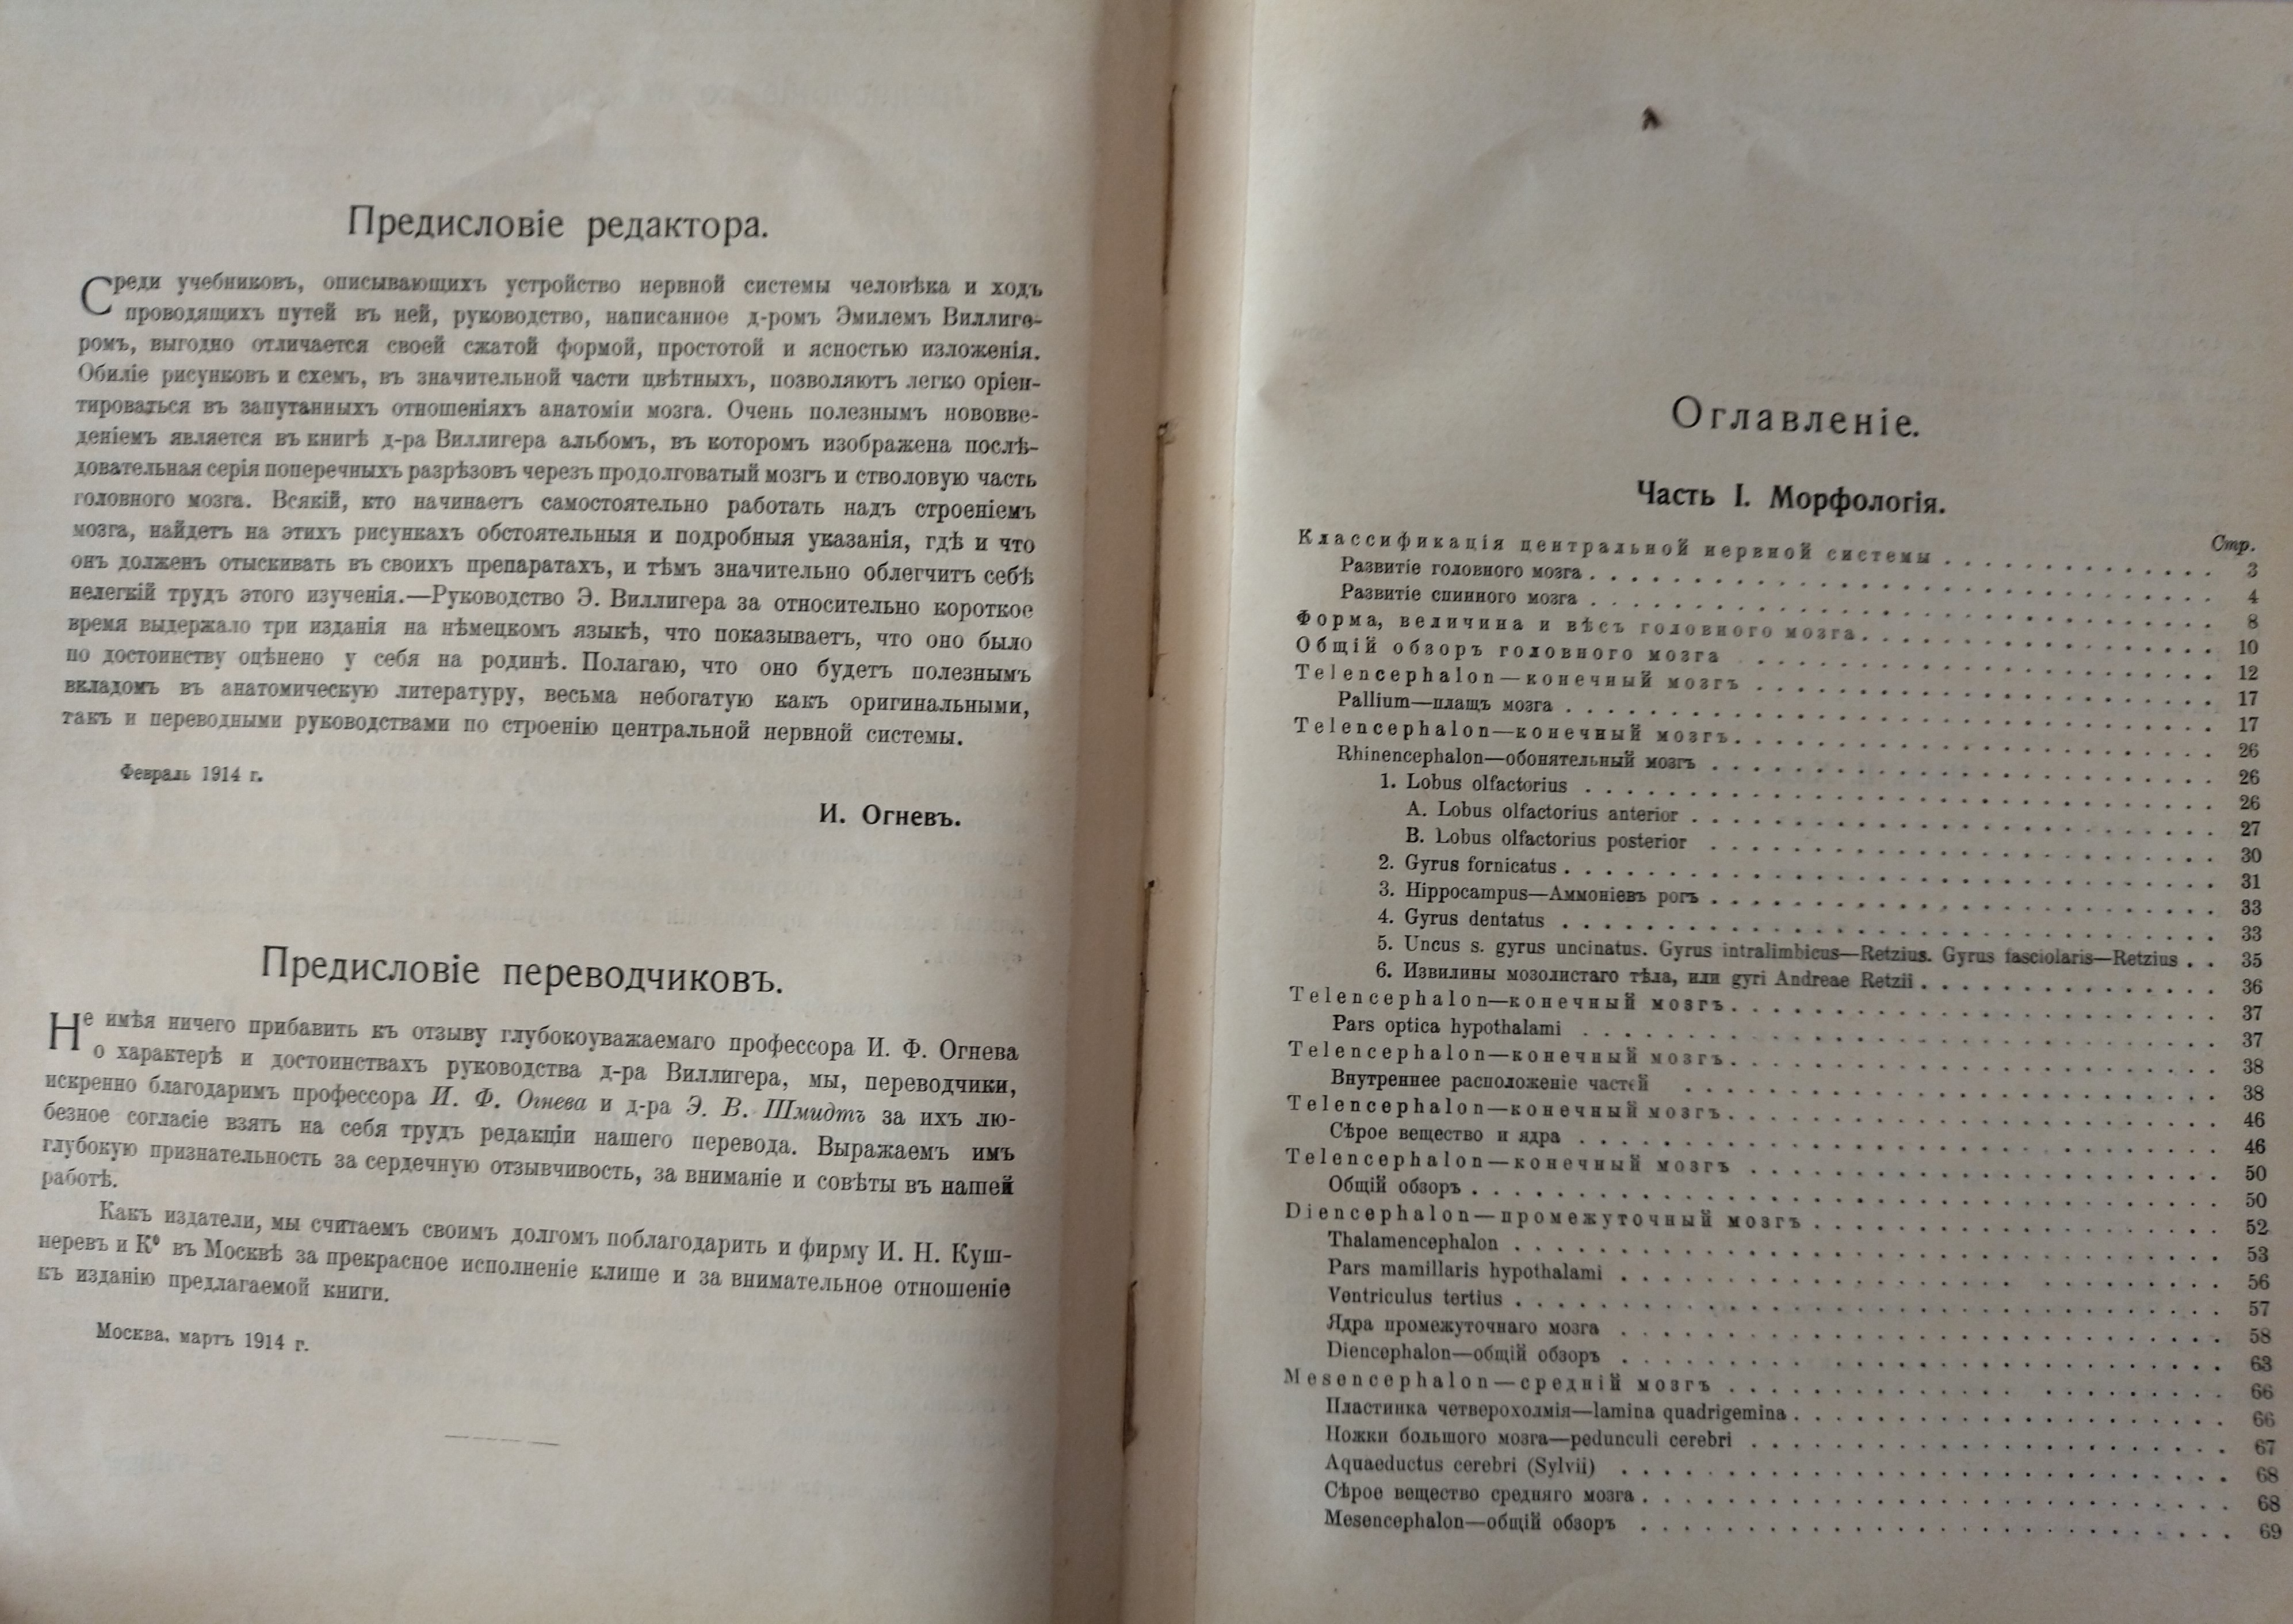 Предисловіе редактора.
Среди учебниковъ, описывающихъ устройство нервной системы человѣка и ходъ
проводящихъ путей въ ней, руководство, написанное д-ромъ Эмилемъ Виллиге-
ромъ, выгодно отличается своей сжатой формой, простотой и ясностью изложенія.
Обиліе рисунковъ и схемъ, въ значительной части цвѣтныхъ, позволяютъ легко оріен-
тироваться въ запутанныхъ отношеніяхъ анатоміи мозга. Очень полезнымъ нововве-
деніемъ является въ книгѣ д-ра Виллигера альбомъ, въ которомъ изображена послѣ-
довательная серія поперечныхъ разрѣзовъ черезъ продолговатый мозгъ и стволовую часть
головного мозга. Всякій, кто начинаетъ самостоятельно работать надъ строеніемъ
мозга, найдетъ на этихъ рисункахъ обстоятельныя и подробныя указанія, гдѣ и что
онъ долженъ отыскивать въ своихъ препаратахъ, и тѣмъ значительно облегчитъ себѣ
нелегкій трудъ этого изученія.—Руководство Э. Виллигера за относительно короткое
время выдержало три изданія на нѣмецкомъ языкѣ, что показываетъ, что оно было
по достоинству оцѣнено у себя на родинѣ. Полагаю, что оно будетъ полезнымъ
вкладомъ въ анатомическую литературу, весьма небогатую какъ оригинальными,
такъ и переводными руководствами по строенію центральной нервной системы.
Февраль 1914 г.
И. Огневъ.
Предисловіе переводчиковъ.
Не имѣя ничего прибавить къ отзыву глубокоуважаемаго профессора И. Ф. Огнева
о характерѣ и достоинствахъ руководства д-ра Виллигера, мы, переводчики,
искренно благодаримъ профессора И. Ф. Огнева и д-ра Э. В. Шмидтъ за ихъ лю-
безное согласіе взять на себя трудъ редакціи нашего перевода. Выражаемъ имъ
глубокую признательность за сердечную отзывчивость, за вниманіе и совѣты въ нашей
работѣ.
Какъ издатели, мы считаемъ своимъ долгомъ поблагодарить и фирму И. Н. Куш-
неревъ и К° въ Москвѣ за прекрасное исполненіе клише и за внимательное отношеніе
къ изданію предлагаемой книги.
Москва, мартъ 1914 г.
Оглавленіе.
Часть I. Морфологія.
Стр.
Классификація центральной нервной системы . . . 3
Развитіе головного мозга . . . 4
Развитіе спинного мозга . . . 8
Форма, величина и вѣсъ головного мозга . . . 10
Общій обзоръ головного мозга . . . 12
Telencephalon—конечный мозгъ . . . 17
Pallium—плащъ мозга . . . 17
Telencephalon—конечный мозгъ . . . 26
Rhinencephalon—обонятельный мозгъ . . . 26
1. Lobus olfactorius . . . 26
A. Lobus olfactorius anterior . . . 27
B. Lobus olfactorius posterior . . . 30
2. Gyrus fornicatus . . . 31
3. Hippocampus—Аммоніевъ рогъ . . . 33
4. Gyrus dentatus . . . 33
5. Uncus s. gyrus uncinatus. Gyrus intralimbicus—Retzius. Gyrus fasciolaris—Retzius . . 35
6. Извилины мозолистаго тѣла, или gyri Andreae Retzii . . . 36
Telencephalon—конечный мозгъ . . . 37
Pars optica hypothalami . . . 37
Telencephalon—конечный мозгъ . . . 38
Внутреннее расположеніе частей . . . 38
Telencephalon—конечный мозгъ . . . 46
Сѣрое вещество и ядра . . . 46
Telencephalon—конечный мозгъ . . . 50
Общій обзоръ . . . 50
Diencephalon—промежуточный мозгъ . . . 52
Thalamencephalon . . . 53
Pars mamillaris hypothalami . . . 56
Ventriculus tertius . . . 57
Ядра промежуточнаго мозга . . . 58
Diencephalon—общій обзоръ . . . 63
Mesencephalon—средній мозгъ . . . 66
Пластинка четверохолмія—lamina quadrigemina . . . 66
Ножки большого мозга—pedunculi cerebri . . . 67
Aquaeductus cerebri (Sylvii) . . . 68
Сѣрое вещество средняго мозга . . . 68
Mesencephalon—общій обзоръ . . . 69